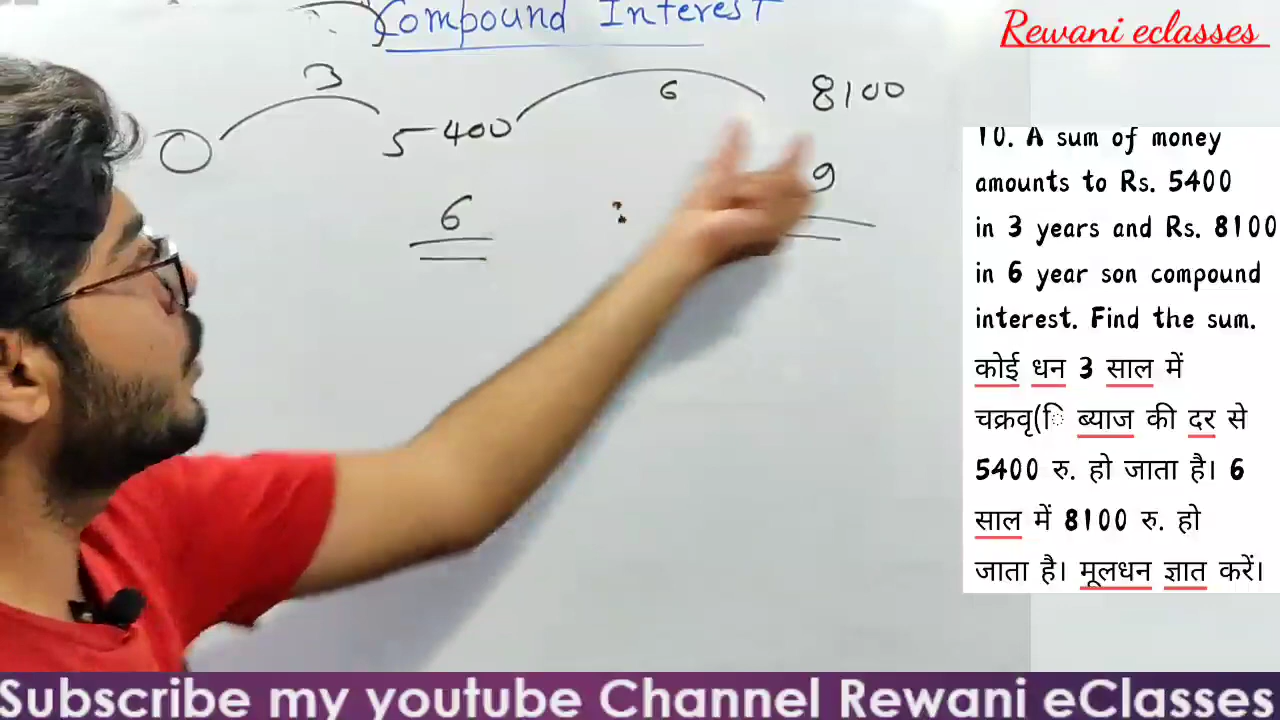 Compound Interest
Rewani eclasses
3
6
8100
5400
6 : 9
10. A sum of money
amounts to Rs. 5400
in 3 years and Rs. 8100
in 6 year son compound
interest. Find the sum.
कोई धन 3 साल में
चक्रवृ(ि ब्याज की दर से
5400 रु. हो जाता है। 6
साल में 8100 रु. हो
जाता है। मूलधन ज्ञात करें।
Subscribe my youtube Channel Rewani eClasses